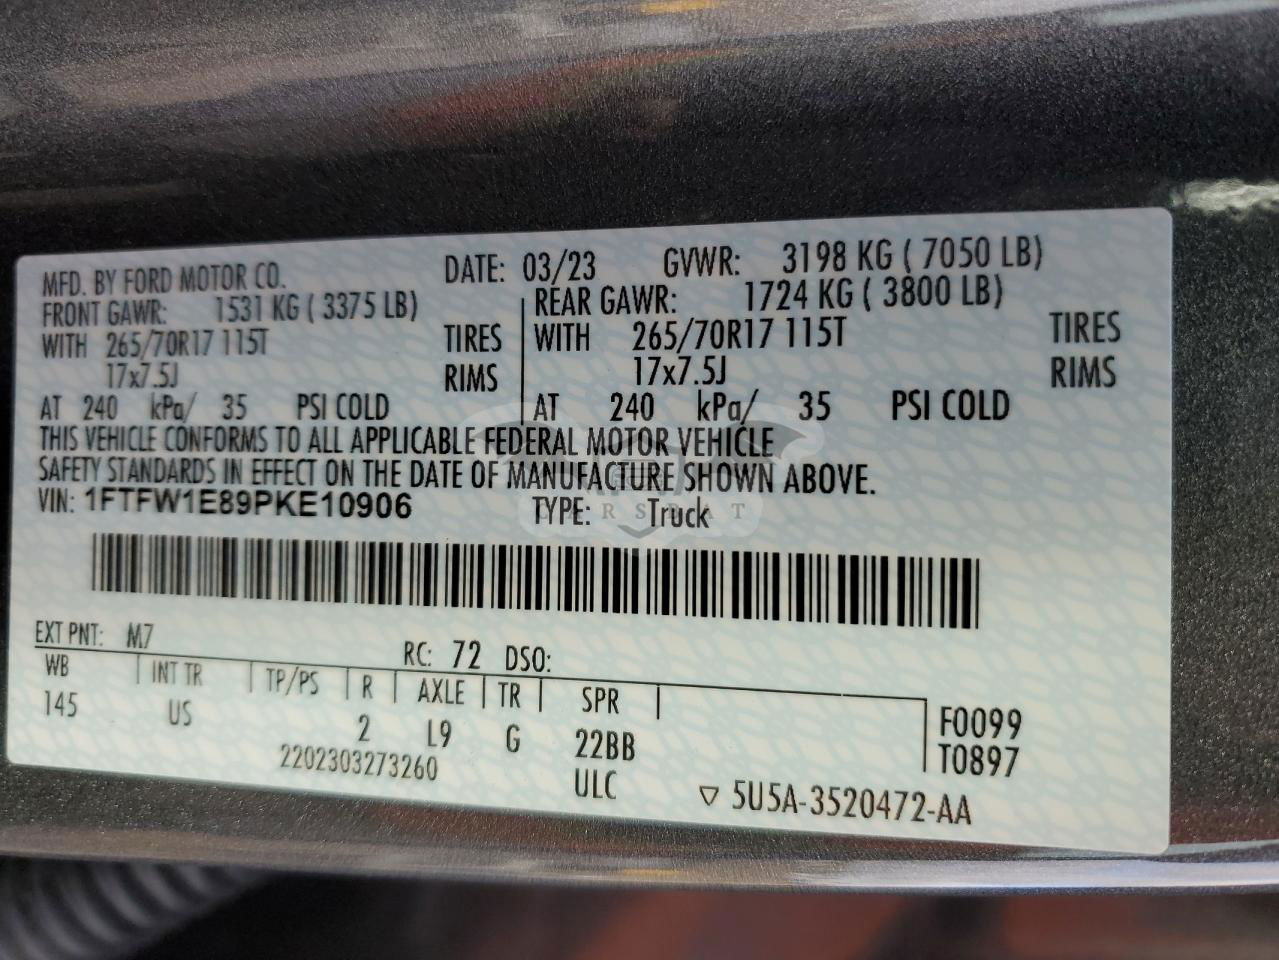 MFD. BY FORD MOTOR CO. DATE: 03/23 GVWR: 3198 KG ( 7050 LB)
FRONT GAWR: 1531 KG ( 3375 LB) REAR GAWR: 1724 KG ( 3800 LB)
WITH 265/70R17 115T TIRES WITH 265/70R17 115T TIRES
17x7.5J RIMS 17x7.5J RIMS
AT 240 kPa/ 35 PSI COLD AT 240 kPa/ 35 PSI COLD
THIS VEHICLE CONFORMS TO ALL APPLICABLE FEDERAL MOTOR VEHICLE
SAFETY STANDARDS IN EFFECT ON THE DATE OF MANUFACTURE SHOWN ABOVE.
VIN: 1FTFW1E89PKE10906 TYPE: Truck
EXT PNT: M7 RC: 72 DSO:
WB INT TR TP/PS R AXLE TR SPR
145 US 2 L9 G 22BB F0099
T0897
2202303273260 ULC ▽ 5U5A-3520472-AA